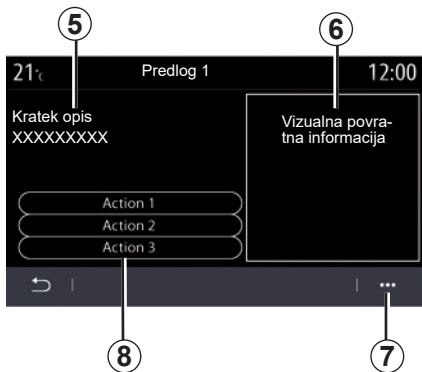 5 6
21°c Predlog 1 12:00
Kratek opis
XXXXXXXXX
Vizualna povra-
tna informacija
Action 1
Action 2
Action 3
8 7